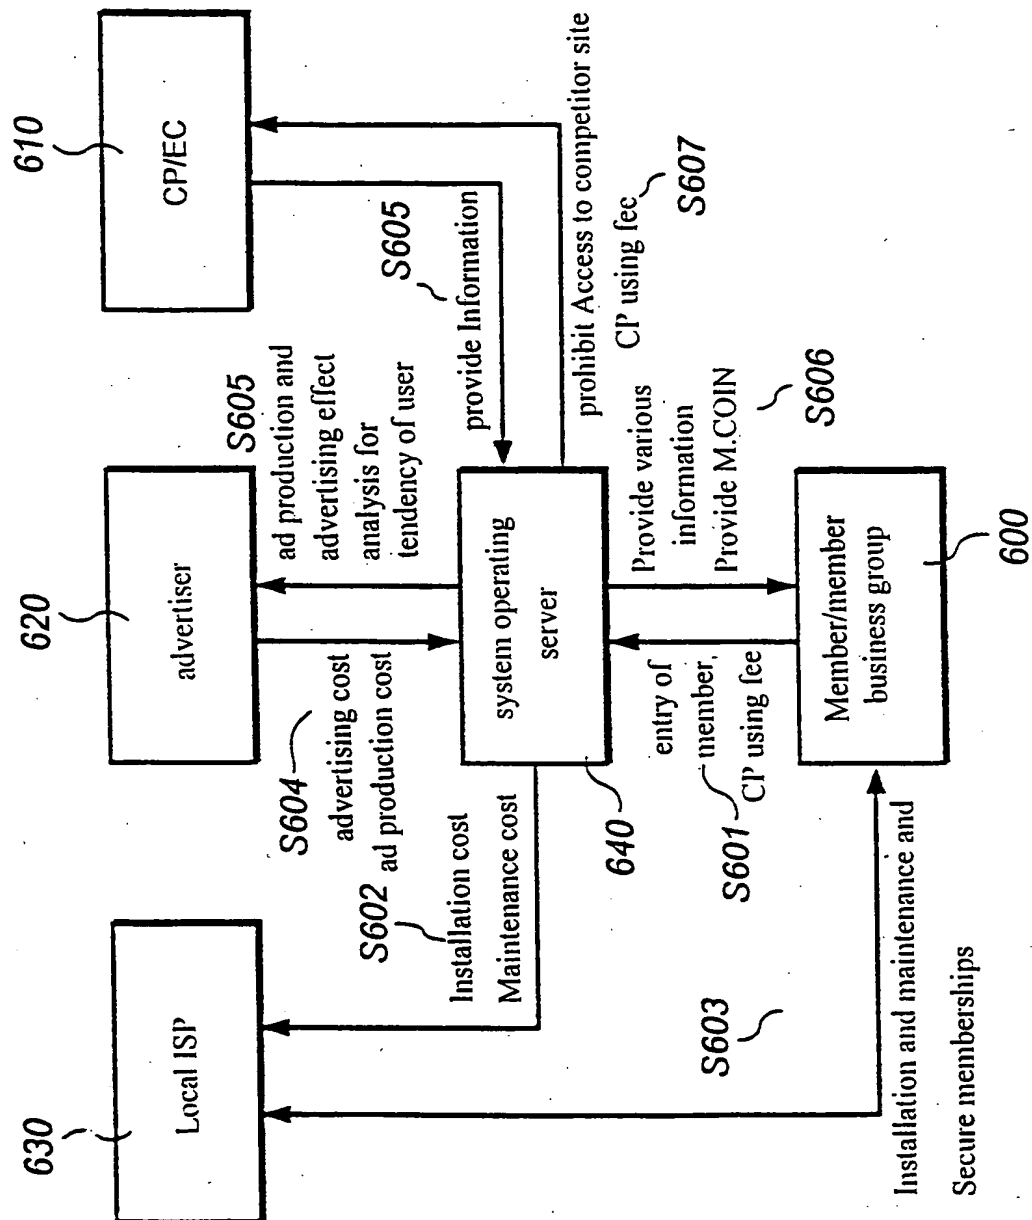 630
Local ISP
620
advertiser
610
CP/EC
S604
advertising cost
ad production cost
S605
ad production and
advertising effect
analysis for
tendency of user
S605
provide Information
S602
Installation cost
Maintenance cost
640
system operating
server
prohibit Access to competitor site
CP using fee
S607
S603
S601
entry of
member,
CP using fee
Provide various
information
Provide M.COIN
S606
Installation and maintenance and
Secure memberships
Member/member
business group
600